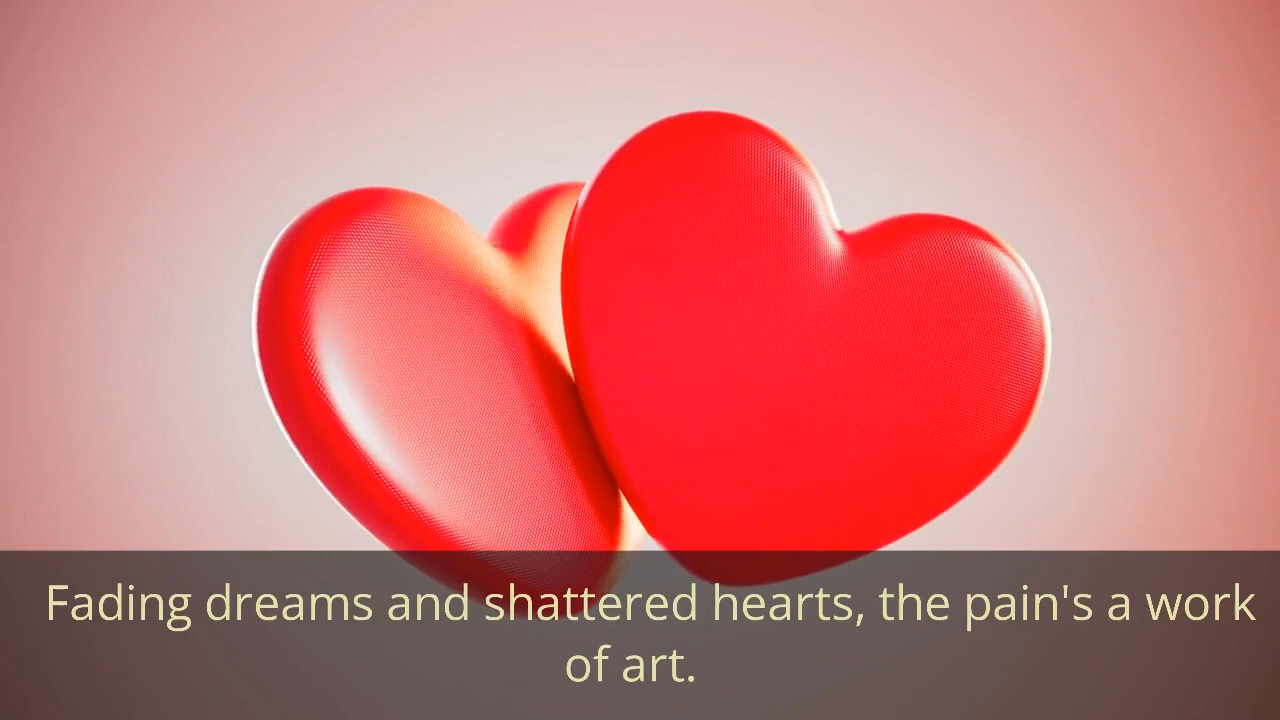 Fading dreams and shattered hearts, the pain's a work
of art.